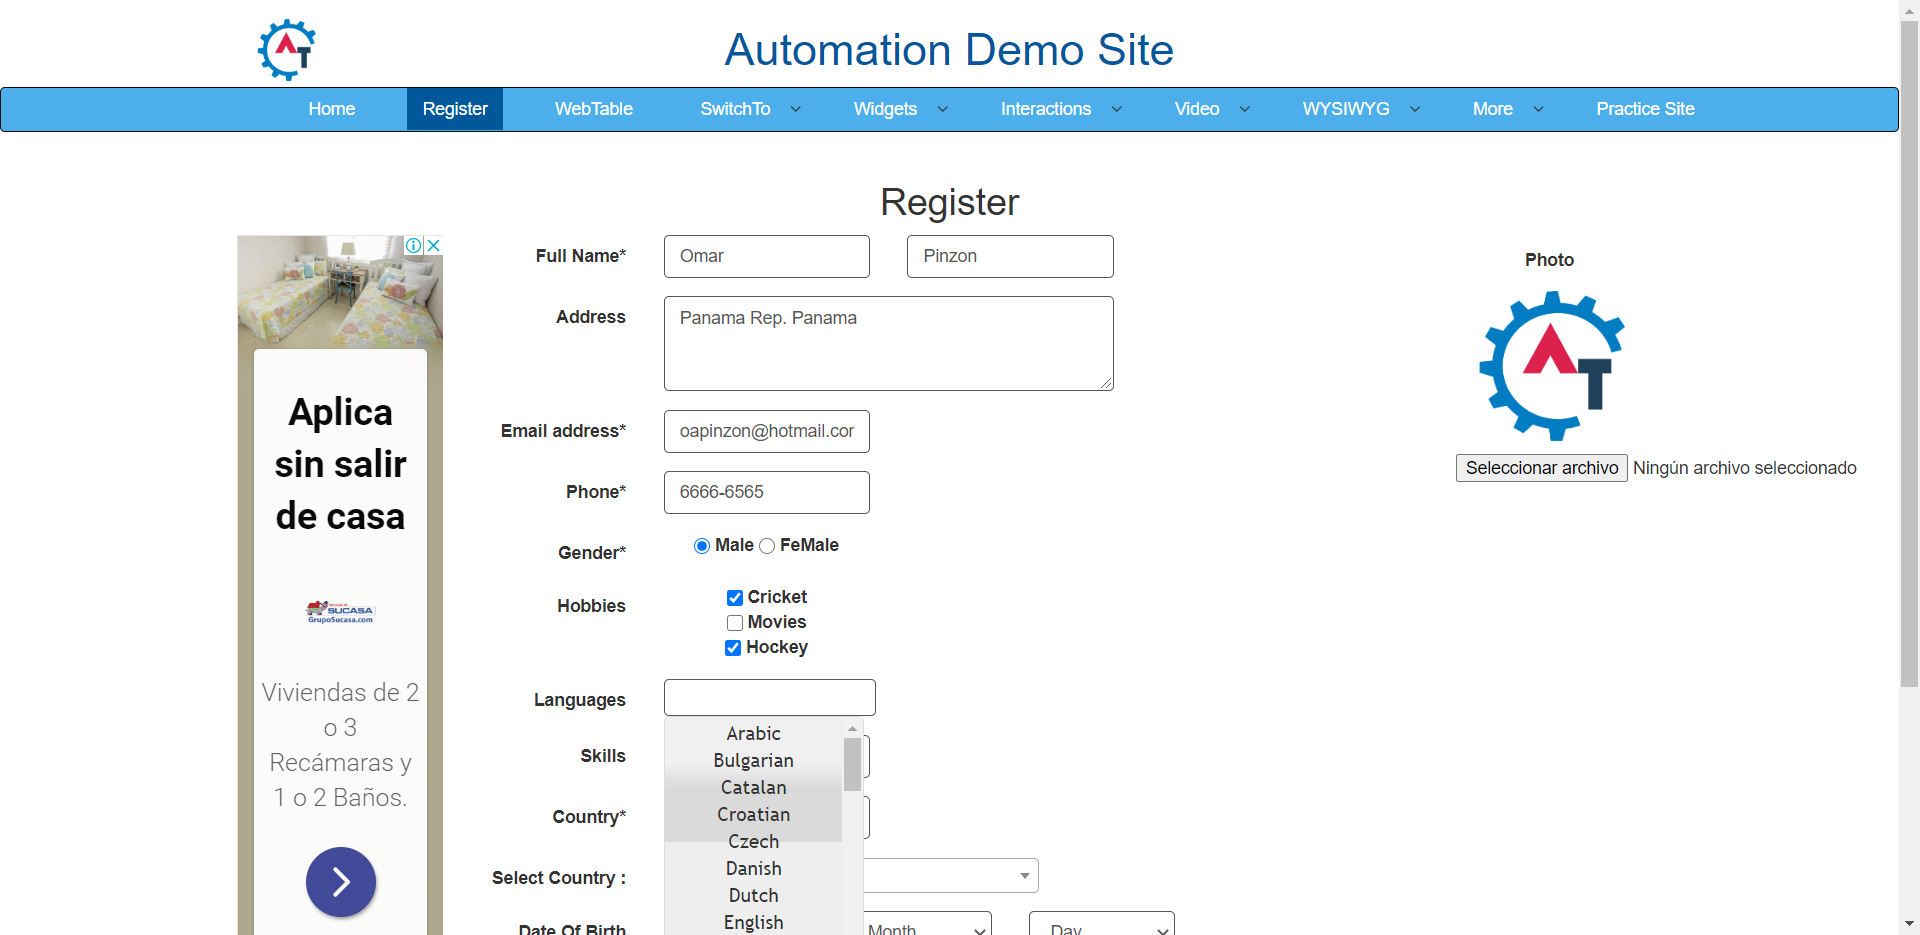 AT
Automation Demo Site
Home Register WebTable SwitchTo Widgets Interactions Video WYSIWYG More Practice Site
Register
Full Name* Omar Pinzon
Address Panama Rep. Panama
Email address* oapinzon@hotmail.cor
Phone* 6666-6565
Gender* Male FeMale
Hobbies Cricket
Movies
Hockey
Languages
Arabic
Bulgarian
Catalan
Croatian
Czech
Danish
Dutch
English
Skills
Country*
Select Country :
Date Of Birth Month Day
Photo
AT
Seleccionar archivo Ningún archivo seleccionado
Aplica
sin salir
de casa
SUCASA
GrupoSucasa.com
Viviendas de 2
o 3
Recámaras y
1 o 2 Baños.